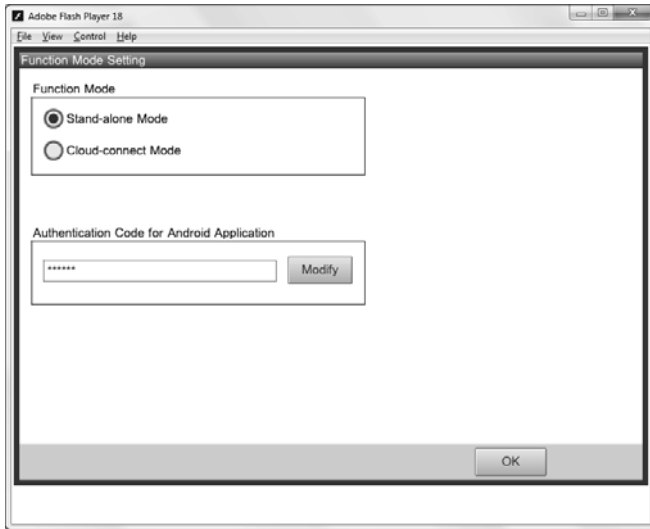 Adobe Flash Player 18
File View Control Help
Function Mode Setting
Function Mode
Stand-alone Mode
Cloud-connect Mode
Authentication Code for Android Application
****** Modify
OK